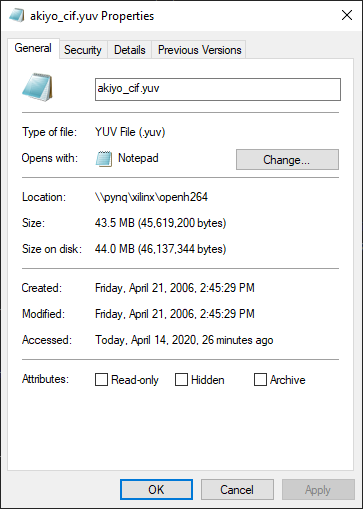 akiyo_cif.yuv Properties
General Security Details Previous Versions
akiyo_cif.yuv
Type of file: YUV File (.yuv)
Opens with: Notepad Change...
Location: \\pynq\xilinx\openh264
Size: 43.5 MB (45,619,200 bytes)
Size on disk: 44.0 MB (46,137,344 bytes)
Created: Friday, April 21, 2006, 2:45:29 PM
Modified: Friday, April 21, 2006, 2:45:29 PM
Accessed: Today, April 14, 2020, 26 minutes ago
Attributes: Read-only Hidden Archive
OK Cancel Apply